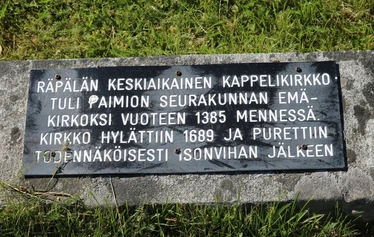 RÄPÄLÄN KESKIAIKAINEN KAPPELIKIRKKO
TULI PAIMION SEURAKUNNAN EMÄ-
KIRKOKSI VUOTEEN 1385 MENNESSÄ.
KIRKKO HYLÄTTIIN 1689 JA PURETTIIN
TODENNÄKÖISESTI ISONVIHAN JÄLKEEN